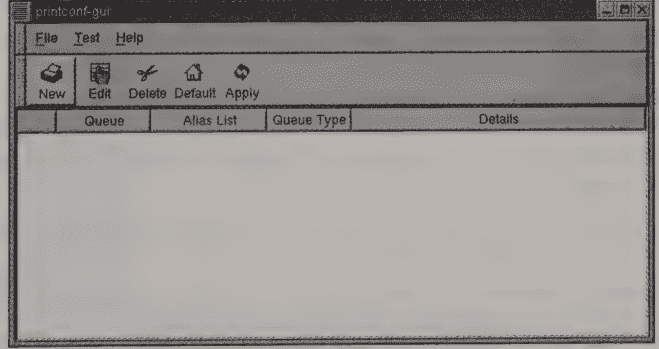 printconf-gui
File Test Help
New Edit Delete Default Apply
Queue Alias List Queue Type Details